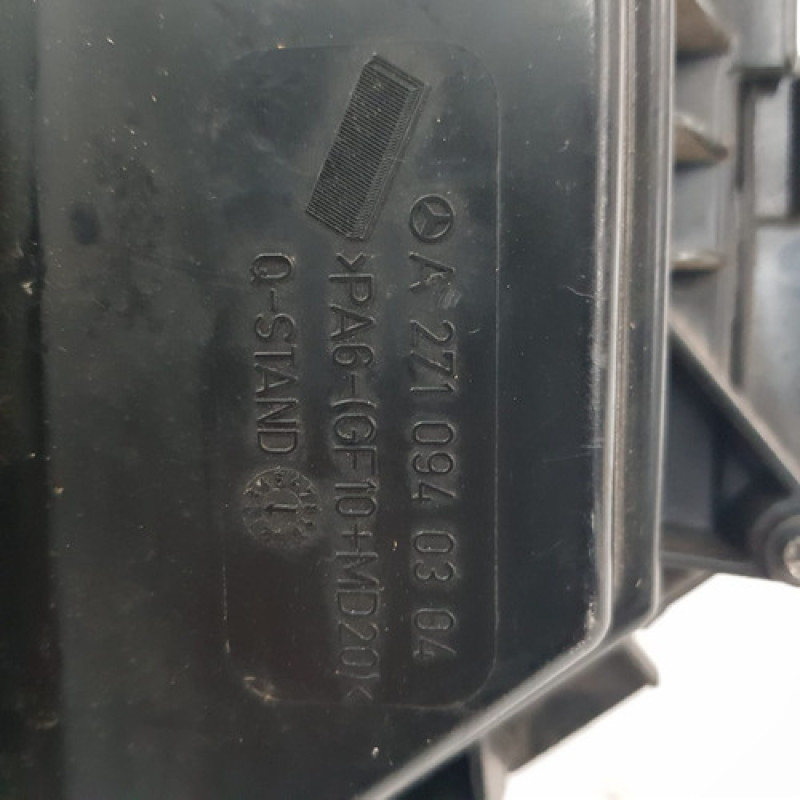 A 271 094 03 04
>PA6-(GF10+MD20)<
Q-STAND